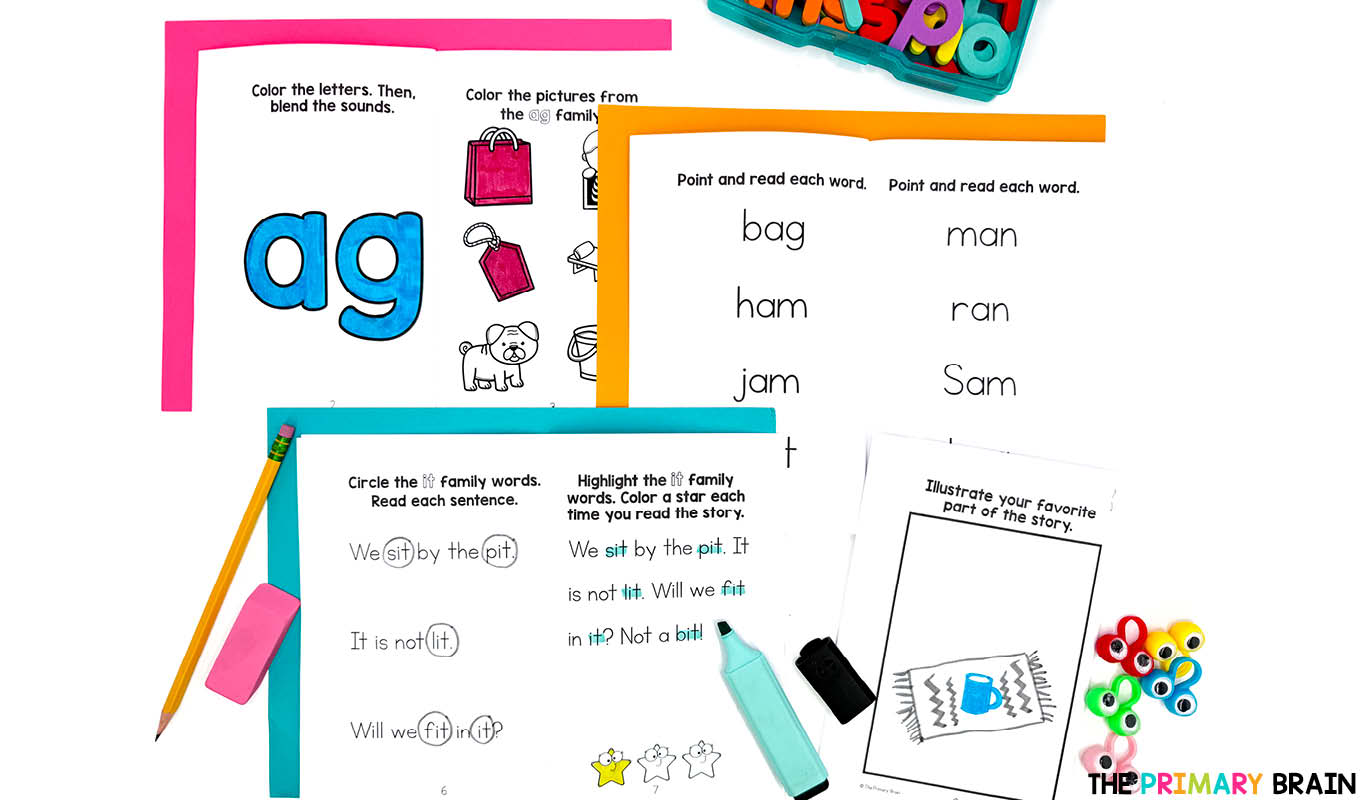 Color the letters. Then,
blend the sounds.
ag
2
Color the pictures from
the ag family
3
Point and read each word.
bag
ham
jam
Point and read each word.
man
ran
Sam
Circle the it family words.
Read each sentence.
We sit by the pit.
It is not lit.
Will we fit in it?
6
Highlight the it family
words. Color a star each
time you read the story.
We sit by the pit. It
is not lit. Will we fit
in it? Not a bit!
7
Illustrate your favorite
part of the story.
© The Primary Brain
THE PRIMARY BRAIN